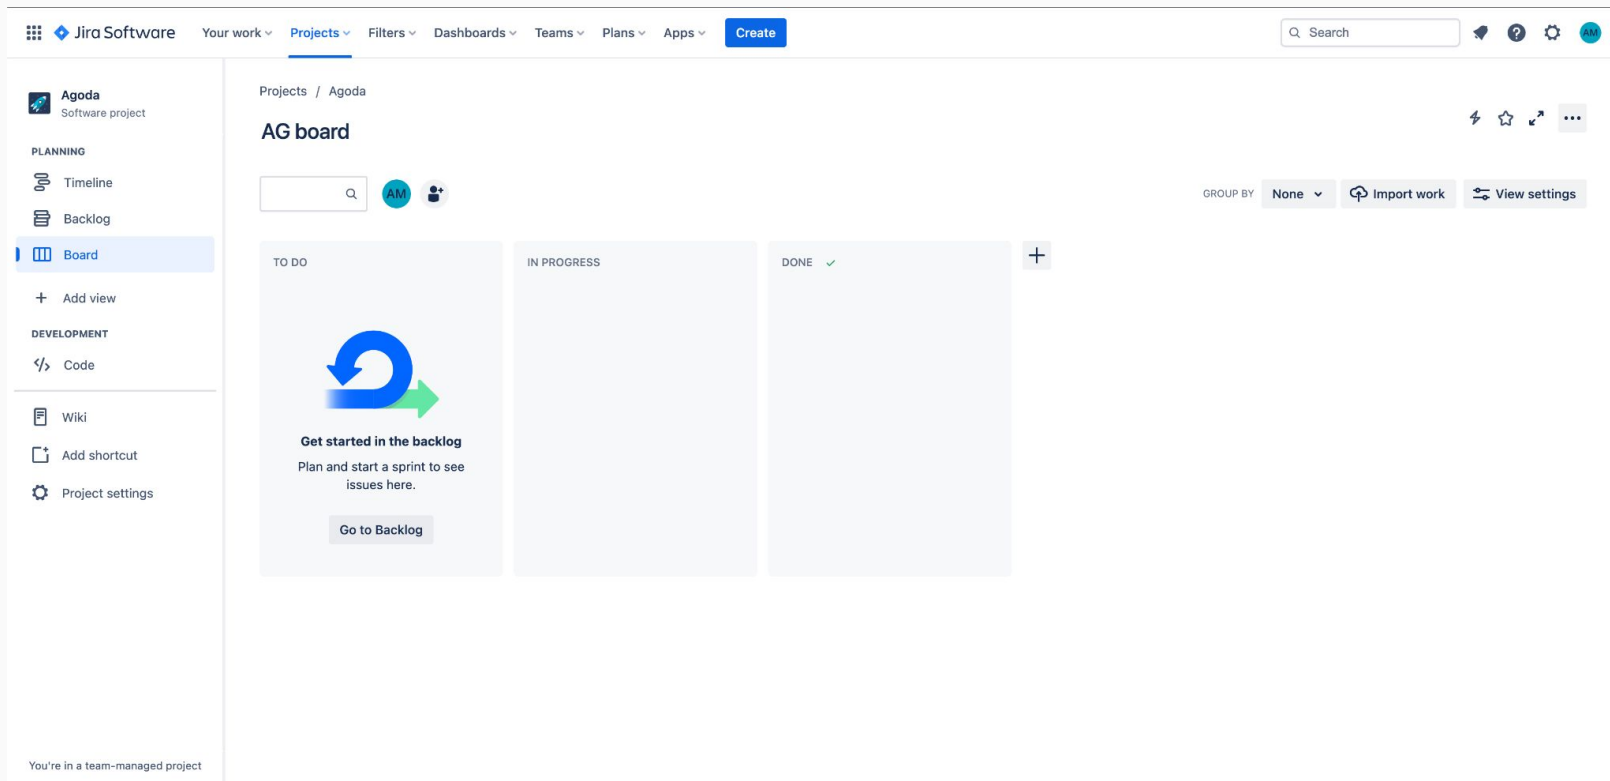 Jira Software Your work Projects Filters Dashboards Teams Plans Apps Create Search AM
Agoda
Software project
PLANNING
Timeline
Backlog
Board
Add view
DEVELOPMENT
Code
Wiki
Add shortcut
Project settings
You're in a team-managed project
Projects / Agoda
AG board
AM
GROUP BY None Import work View settings
TO DO IN PROGRESS DONE
Get started in the backlog
Plan and start a sprint to see
issues here.
Go to Backlog